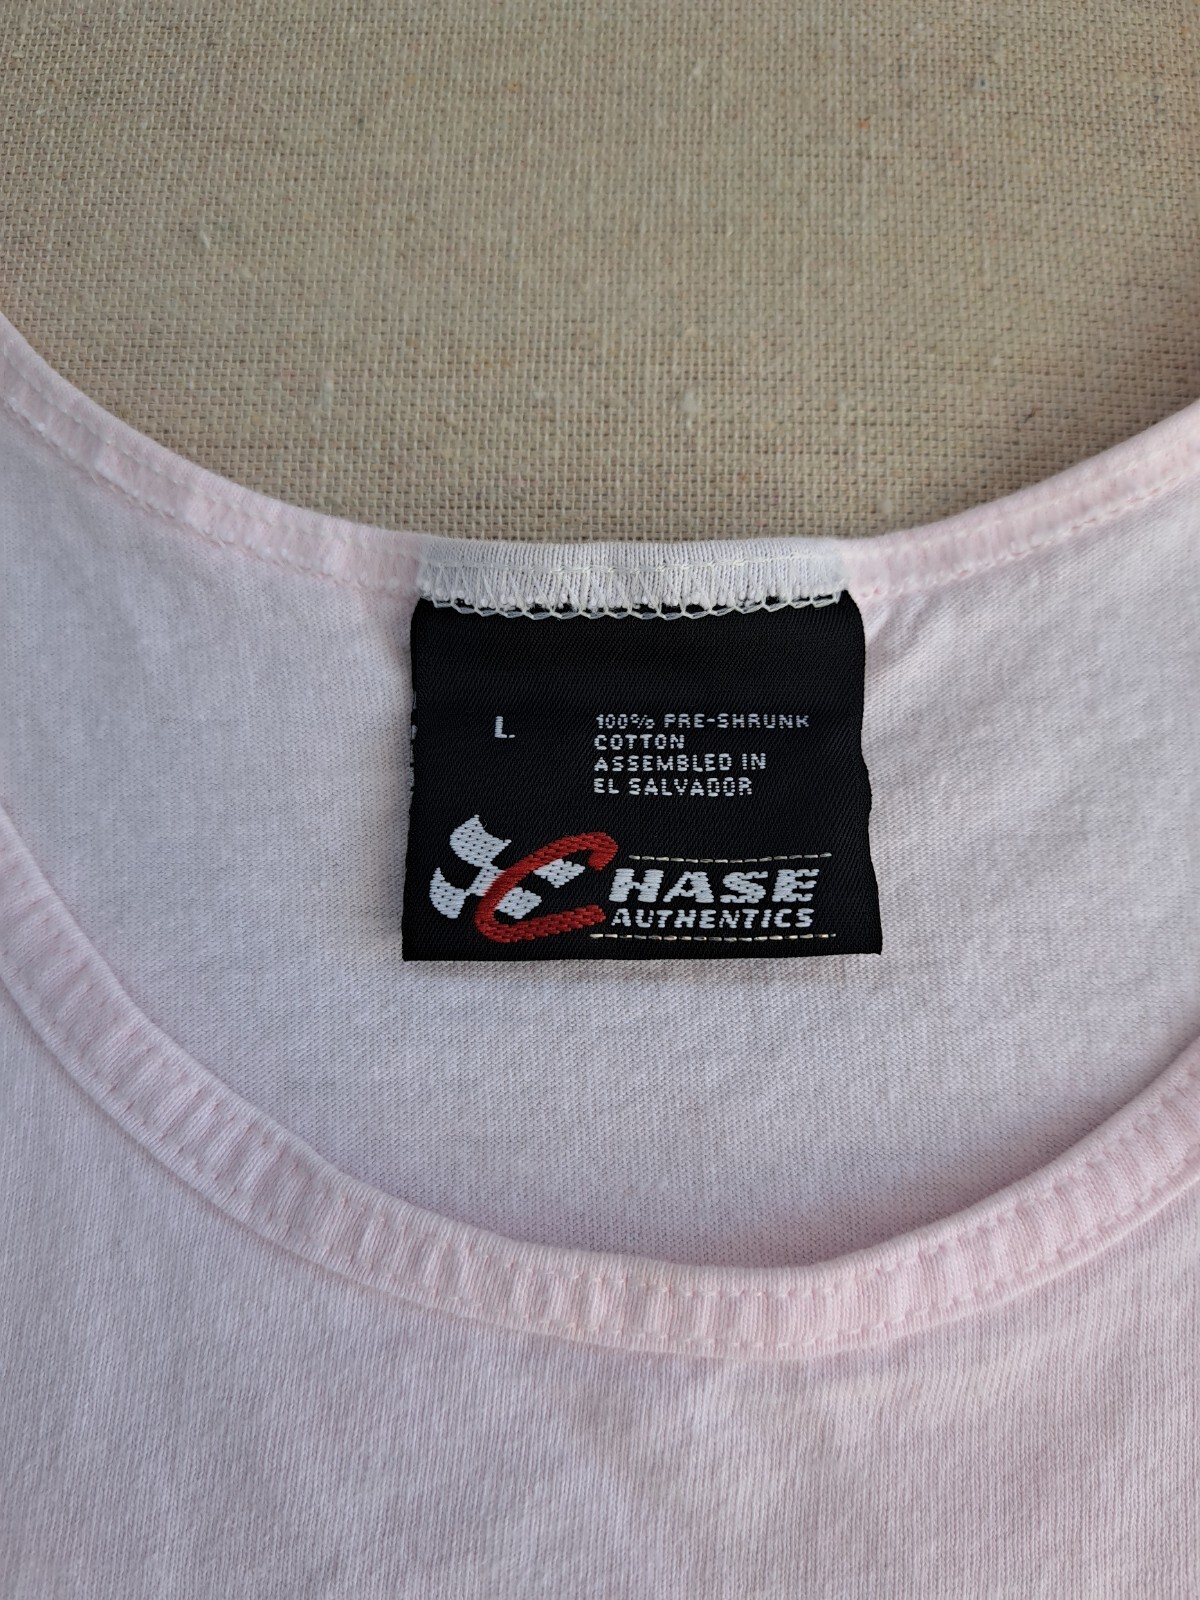 L.
100% PRE-SHRUNK
COTTON
ASSEMBLED IN
EL SALVADOR
CHASE
AUTHENTICS